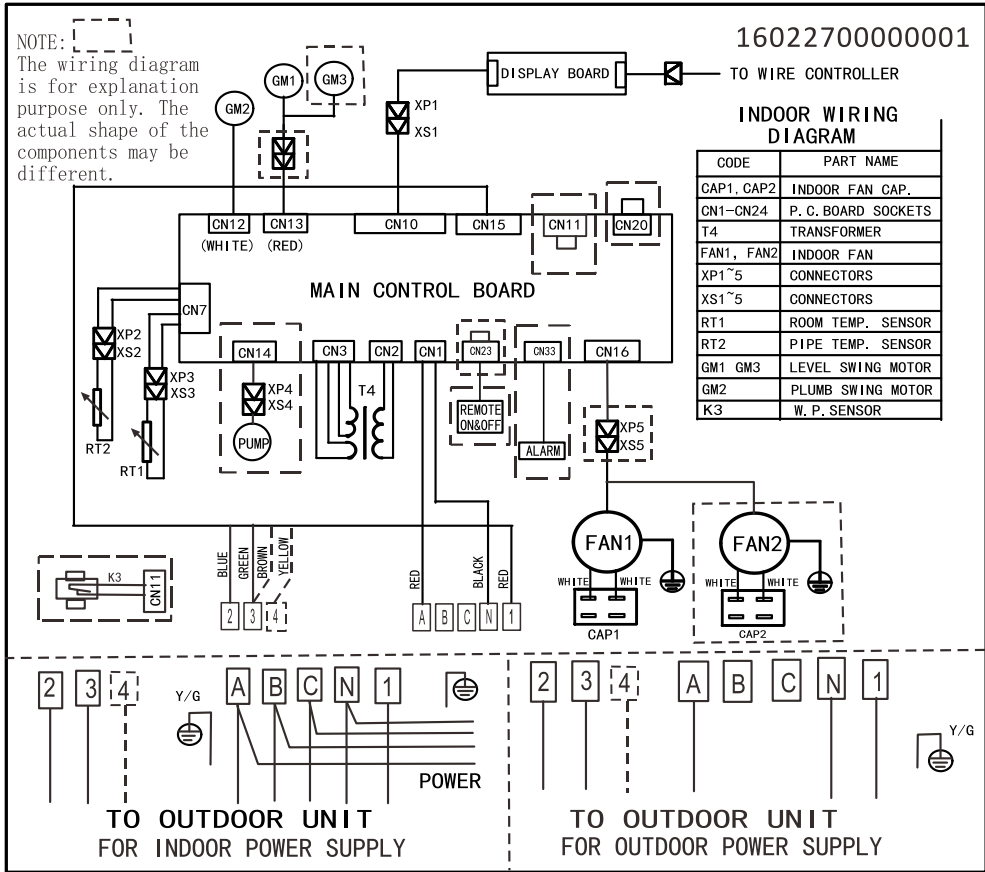 NOTE:
The wiring diagram
is for explanation
purpose only. The
actual shape of the
components may be
different.
16022700000001
GM1
GM3
GM2
XP1
XS1
DISPLAY BOARD
TO WIRE CONTROLLER
INDOOR WIRING
DIAGRAM
CODE PART NAME
CAP1, CAP2 INDOOR FAN CAP.
CN1-CN24 P.C.BOARD SOCKETS
T4 TRANSFORMER
FAN1, FAN2 INDOOR FAN
XP1~5 CONNECTORS
XS1~5 CONNECTORS
RT1 ROOM TEMP. SENSOR
RT2 PIPE TEMP. SENSOR
GM1 GM3 LEVEL SWING MOTOR
GM2 PLUMB SWING MOTOR
K3 W.P.SENSOR
CN12 CN13 CN10 CN15 CN11 CN20
(WHITE) (RED)
MAIN CONTROL BOARD
CN7
CN14 CN3 CN2 CN1 CN23 CN33 CN16
XP2
XS2
XP3
XS3
RT2
RT1
XP4
XS4
PUMP
T4
REMOTE
ON&OFF
ALARM
XP5
XS5
FAN1
FAN2
WHITE WHITE
CAP1
WHITE WHITE
CAP2
K3
CN11
BLUE
GREEN
BROWN
YELLOW
2 3 4
RED
BLACK
RED
A B C N 1
2 3 4
Y/G
A B C N 1
POWER
TO OUTDOOR UNIT
FOR INDOOR POWER SUPPLY
2 3 4 A B C N 1
Y/G
TO OUTDOOR UNIT
FOR OUTDOOR POWER SUPPLY